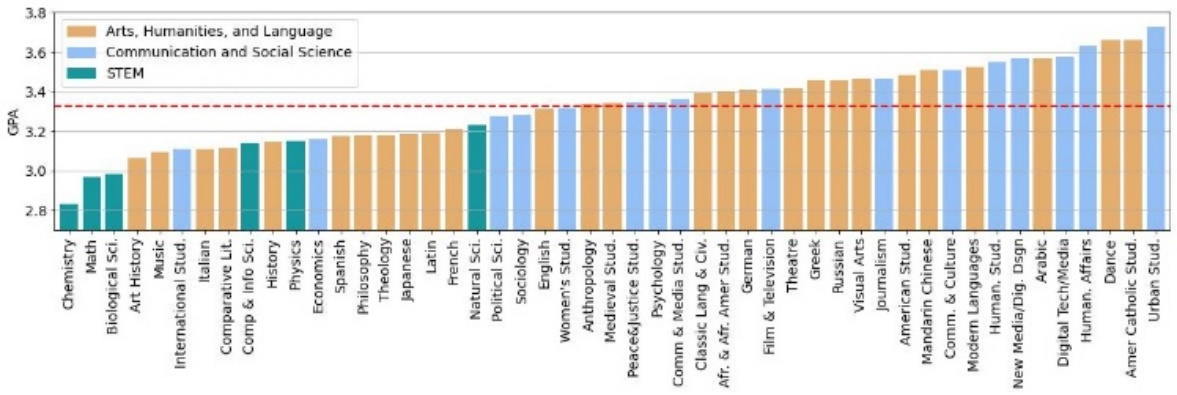 3.8
3.6
3.4
3.2
3.0
2.8
GPA
Arts, Humanities, and Language
Communication and Social Science
STEM
Chemistry
Math
Biological Sci.
Art History
Music
International Stud.
Italian
Comparative Lit.
Comp & Info Sci.
History
Physics
Economics
Spanish
Philosophy
Theology
Japanese
Latin
French
Natural Sci.
Political Sci.
Sociology
English
Women's Stud.
Anthropology
Medieval Stud.
Peace&Justice Stud.
Psychology
Comm & Media Stud.
Classic Lang & Civ.
Afr. & Afr. Amer Stud.
German
Film & Television
Theatre
Greek
Russian
Visual Arts
Journalism
American Stud.
Mandarin Chinese
Comm. & Culture
Modern Languages
Human. Stud.
New Media/Dig. Dsgn
Arabic
Digital Tech/Media
Human. Affairs
Dance
Amer Catholic Stud.
Urban Stud.